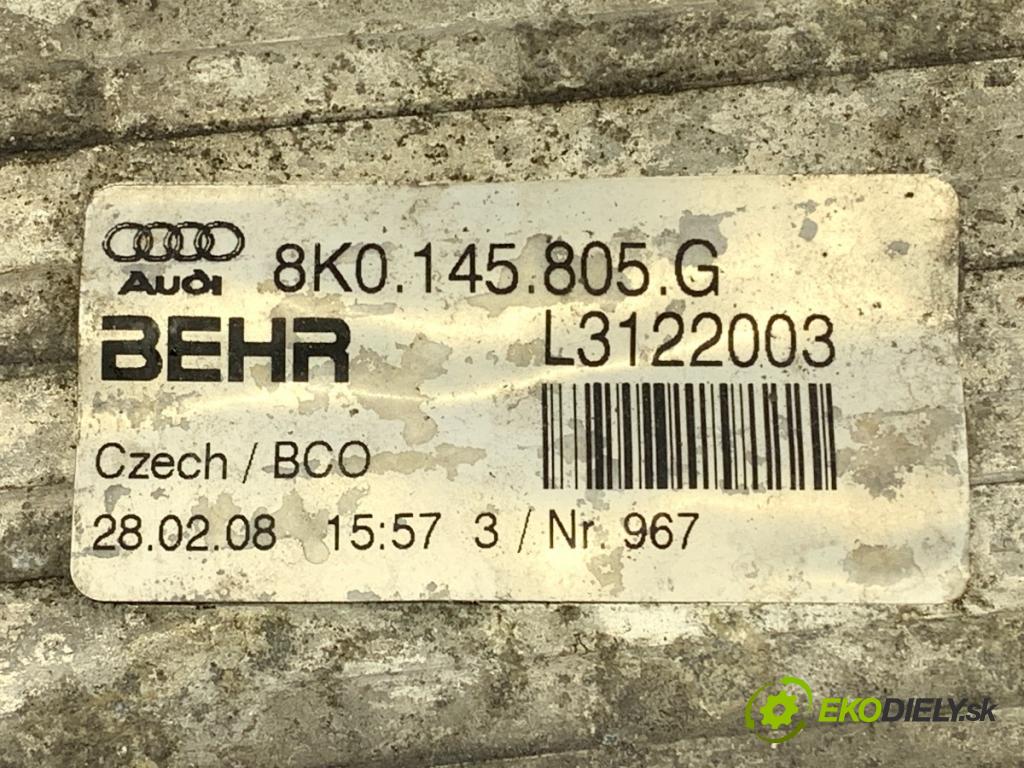 Audi 8K0.145.805.G
BEHR L3122003
Czech / BCO
28.02.08 15:57 3 / Nr. 967
EKODIELY.sk